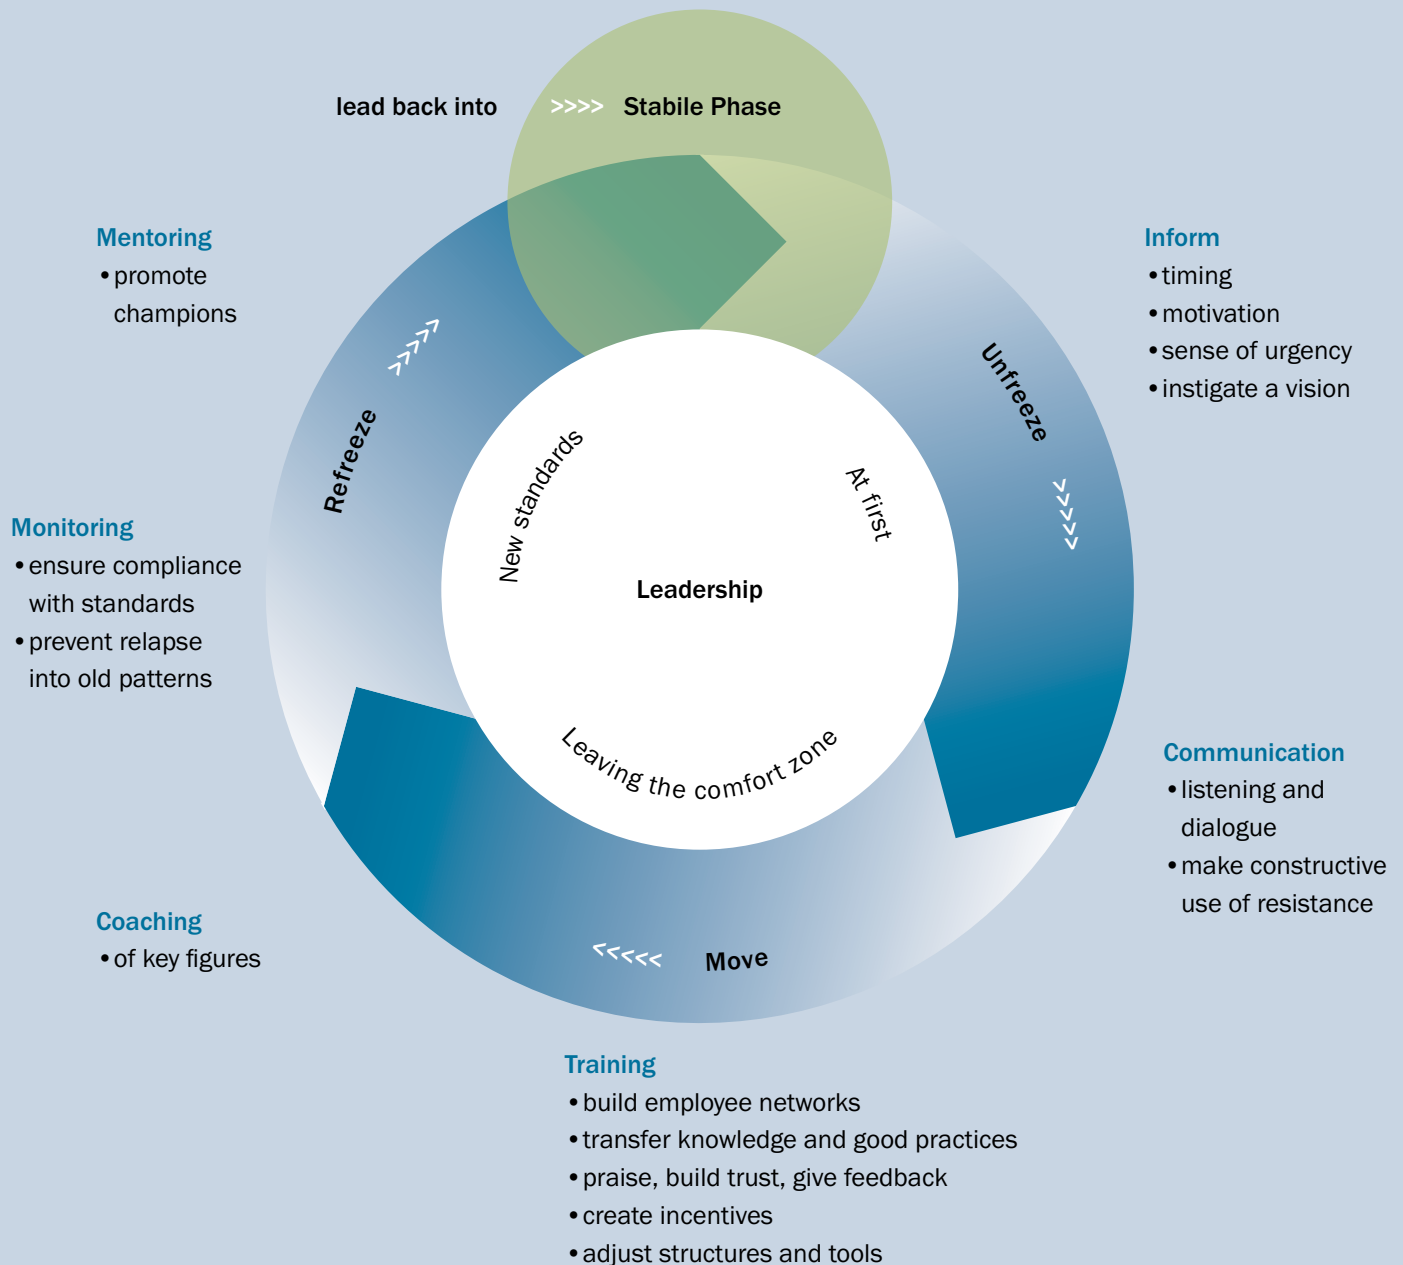 lead back into >>>> Stabile Phase
Mentoring
• promote
champions
Inform
• timing
• motivation
• sense of urgency
• instigate a vision
>>>>>
Unfreeze
>>>>>
Refreeze
New standards
At first
Leadership
Leaving the comfort zone
Monitoring
• ensure compliance
with standards
• prevent relapse
into old patterns
Communication
• listening and
dialogue
• make constructive
use of resistance
Coaching
• of key figures
<<<<< Move
Training
• build employee networks
• transfer knowledge and good practices
• praise, build trust, give feedback
• create incentives
• adjust structures and tools